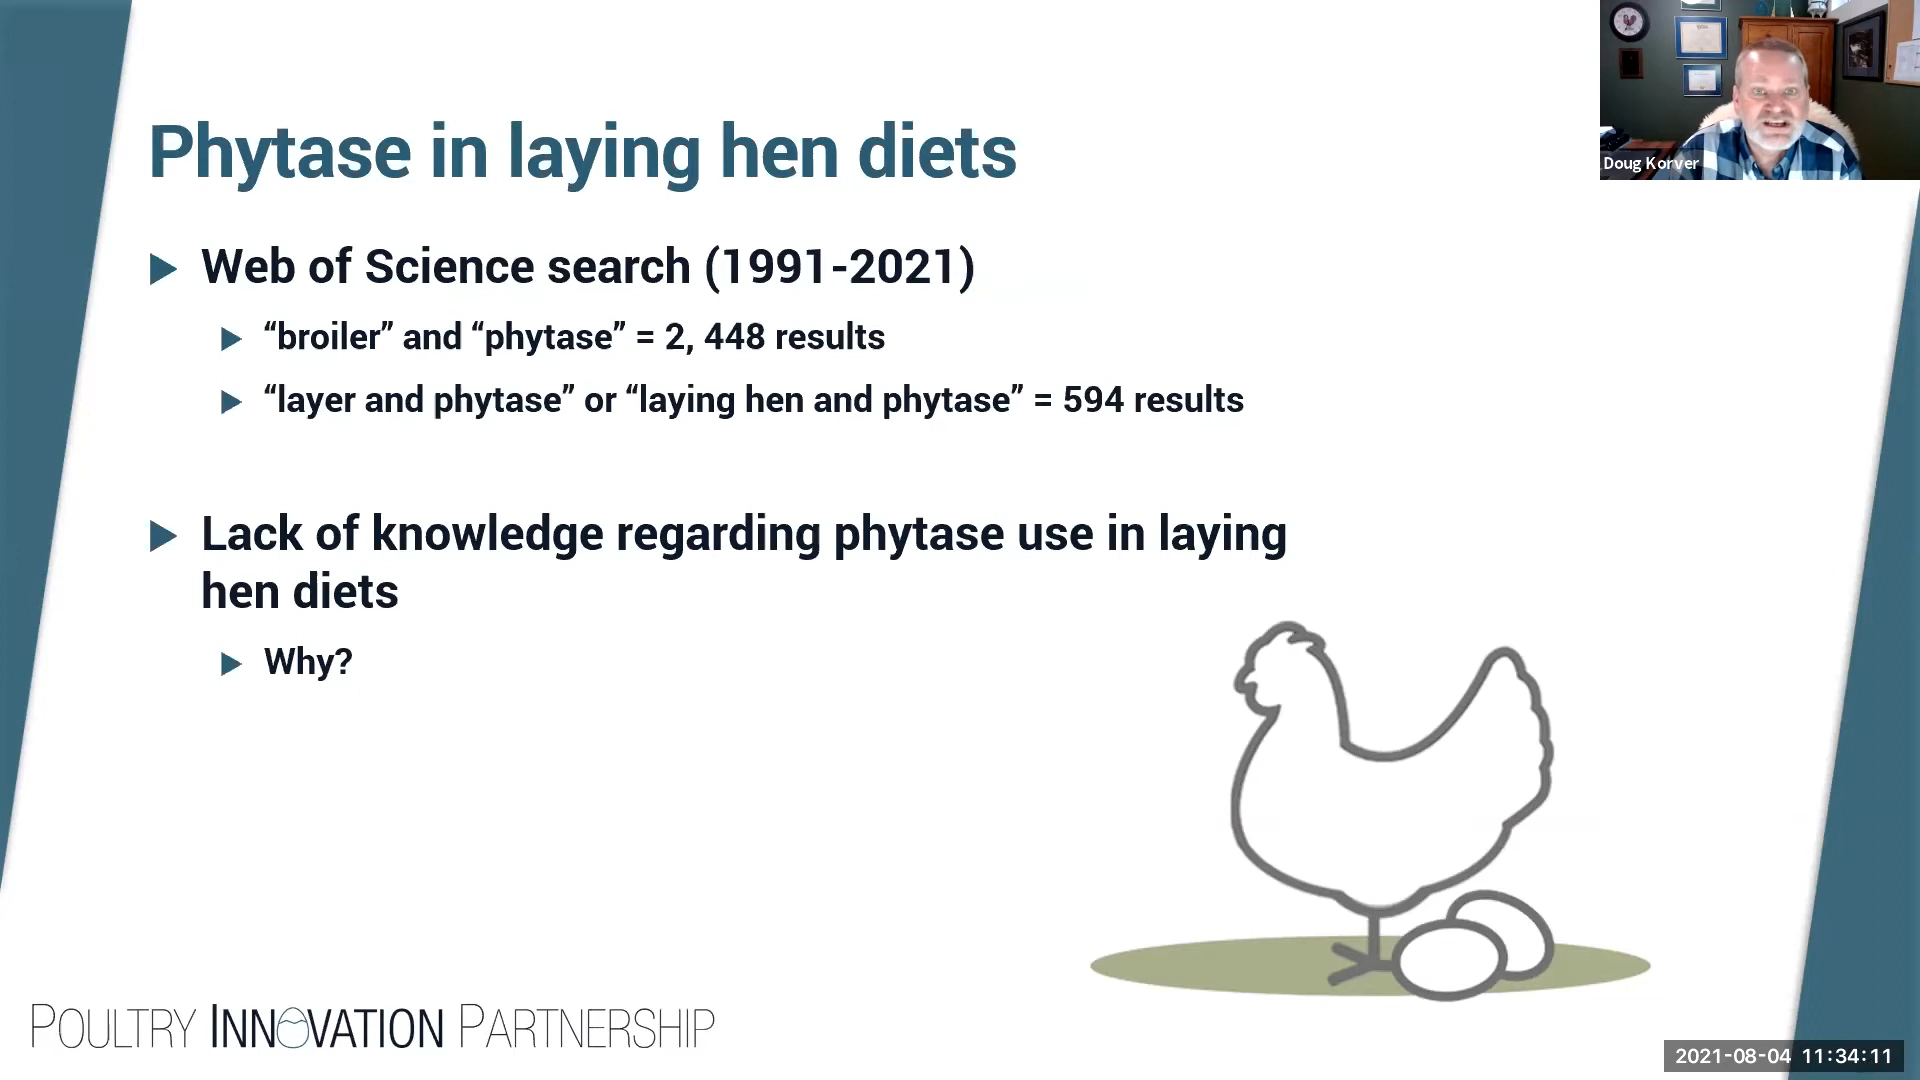 Phytase in laying hen diets
Doug Korver
Web of Science search (1991-2021)
“broiler” and “phytase” = 2, 448 results
“layer and phytase” or “laying hen and phytase” = 594 results
Lack of knowledge regarding phytase use in laying
hen diets
Why?
POULTRY INNOVATION PARTNERSHIP
2021-08-04 11:34:11